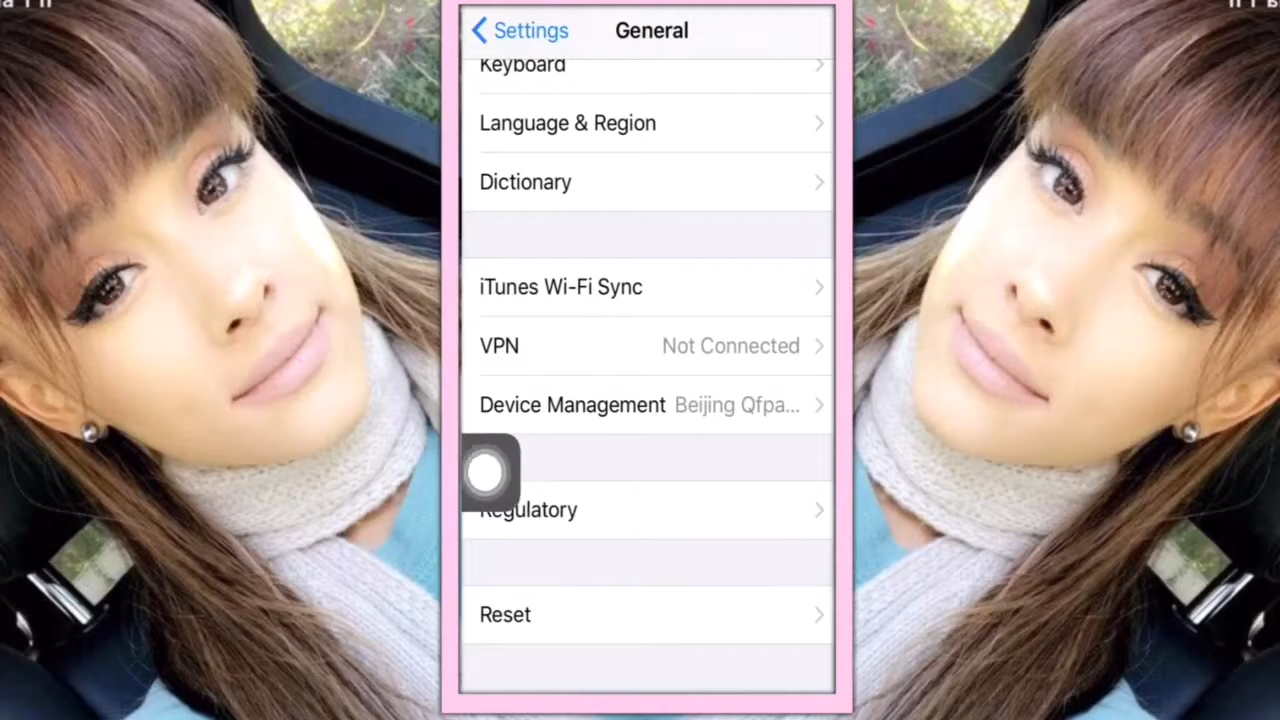 Settings General
Keyboard
Language & Region
Dictionary
iTunes Wi-Fi Sync
VPN Not Connected
Device Management Beijing Qfpa...
Regulatory
Reset